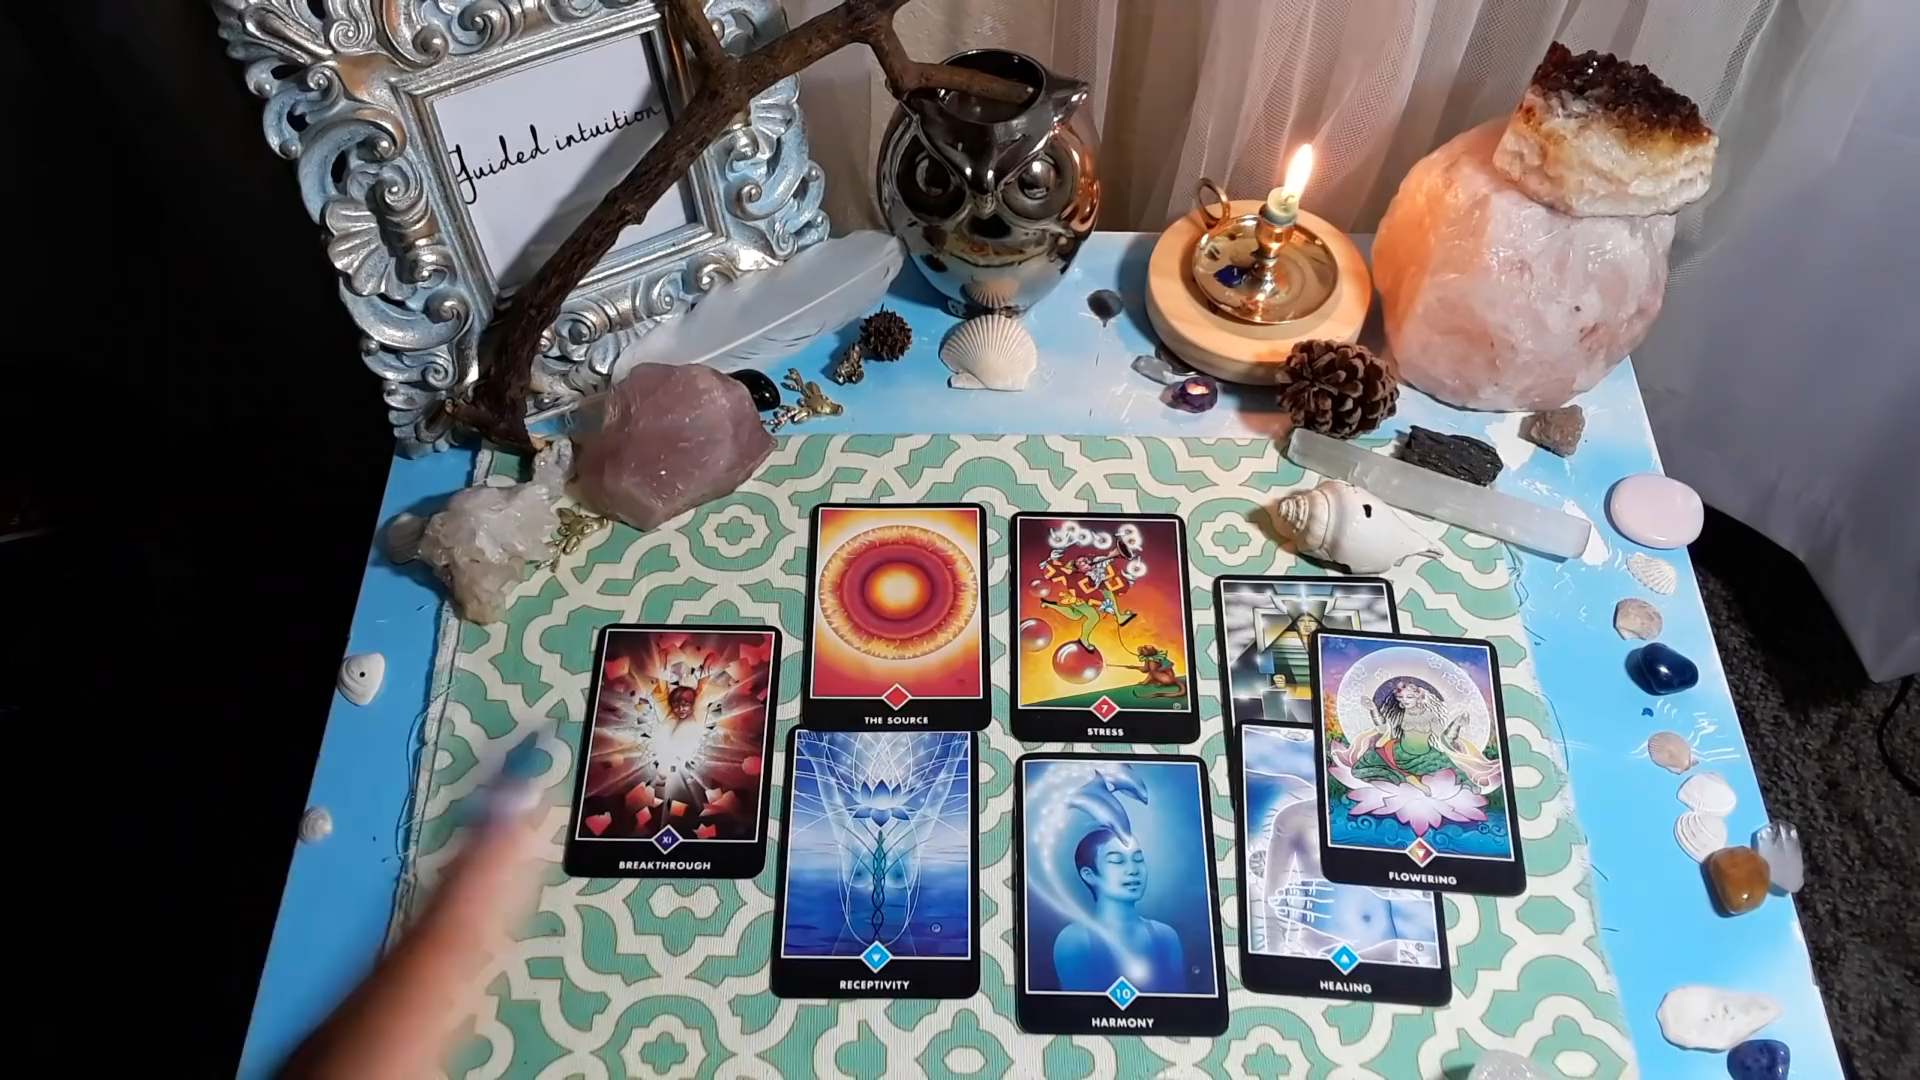 Guided intuition
THE SOURCE
7
STRESS
XI
BREAKTHROUGH
FLOWERING
RECEPTIVITY
10
HARMONY
HEALING